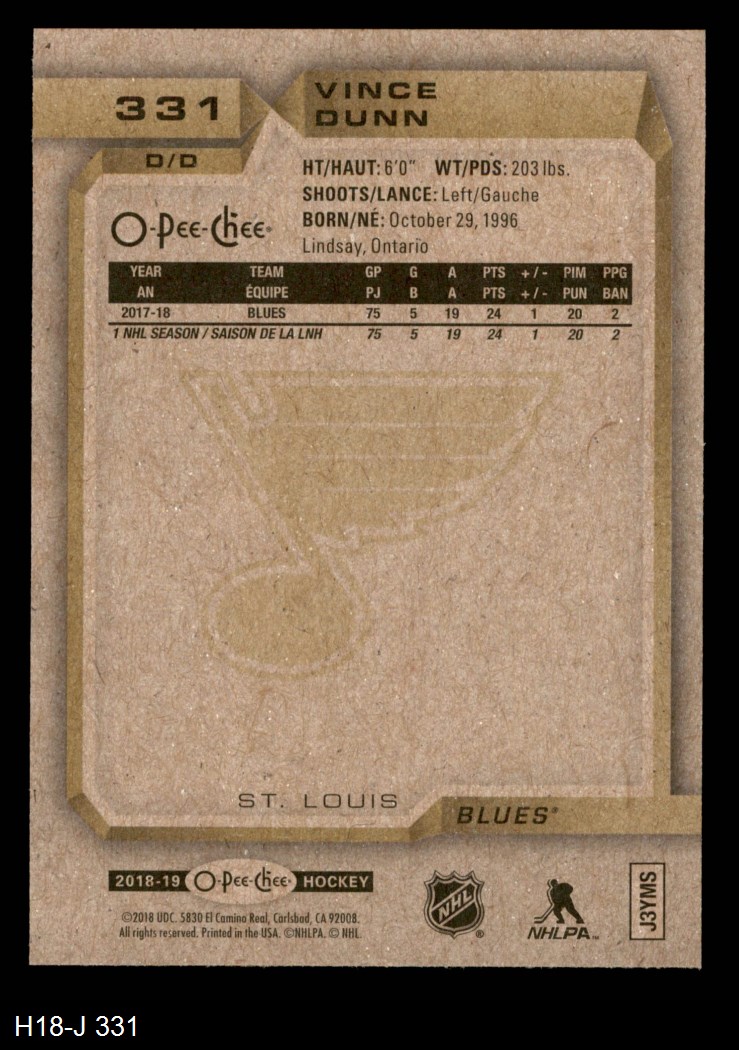 331
VINCE
DUNN
D/D
HT/HAUT: 6'0" WT/PDS: 203 lbs.
SHOOTS/LANCE: Left/Gauche
BORN/NÉ: October 29, 1996
Lindsay, Ontario
O-Pee-Chee
YEAR TEAM GP G A PTS +/- PIM PPG
AN ÉQUIPE PJ B A PTS +/- PUN BAN
2017-18 BLUES 75 5 19 24 1 20 2
1 NHL SEASON / SAISON DE LA LNH 75 5 19 24 1 20 2
ST. LOUIS
BLUES®
2018-19 O-Pee-Chee® HOCKEY
©2018 UDC. 5830 El Camino Real, Carlsbad, CA 92008.
All rights reserved. Printed in the USA. ©NHLPA. © NHL.
NHL®
NHLPA™
J3YMS
H18-J 331